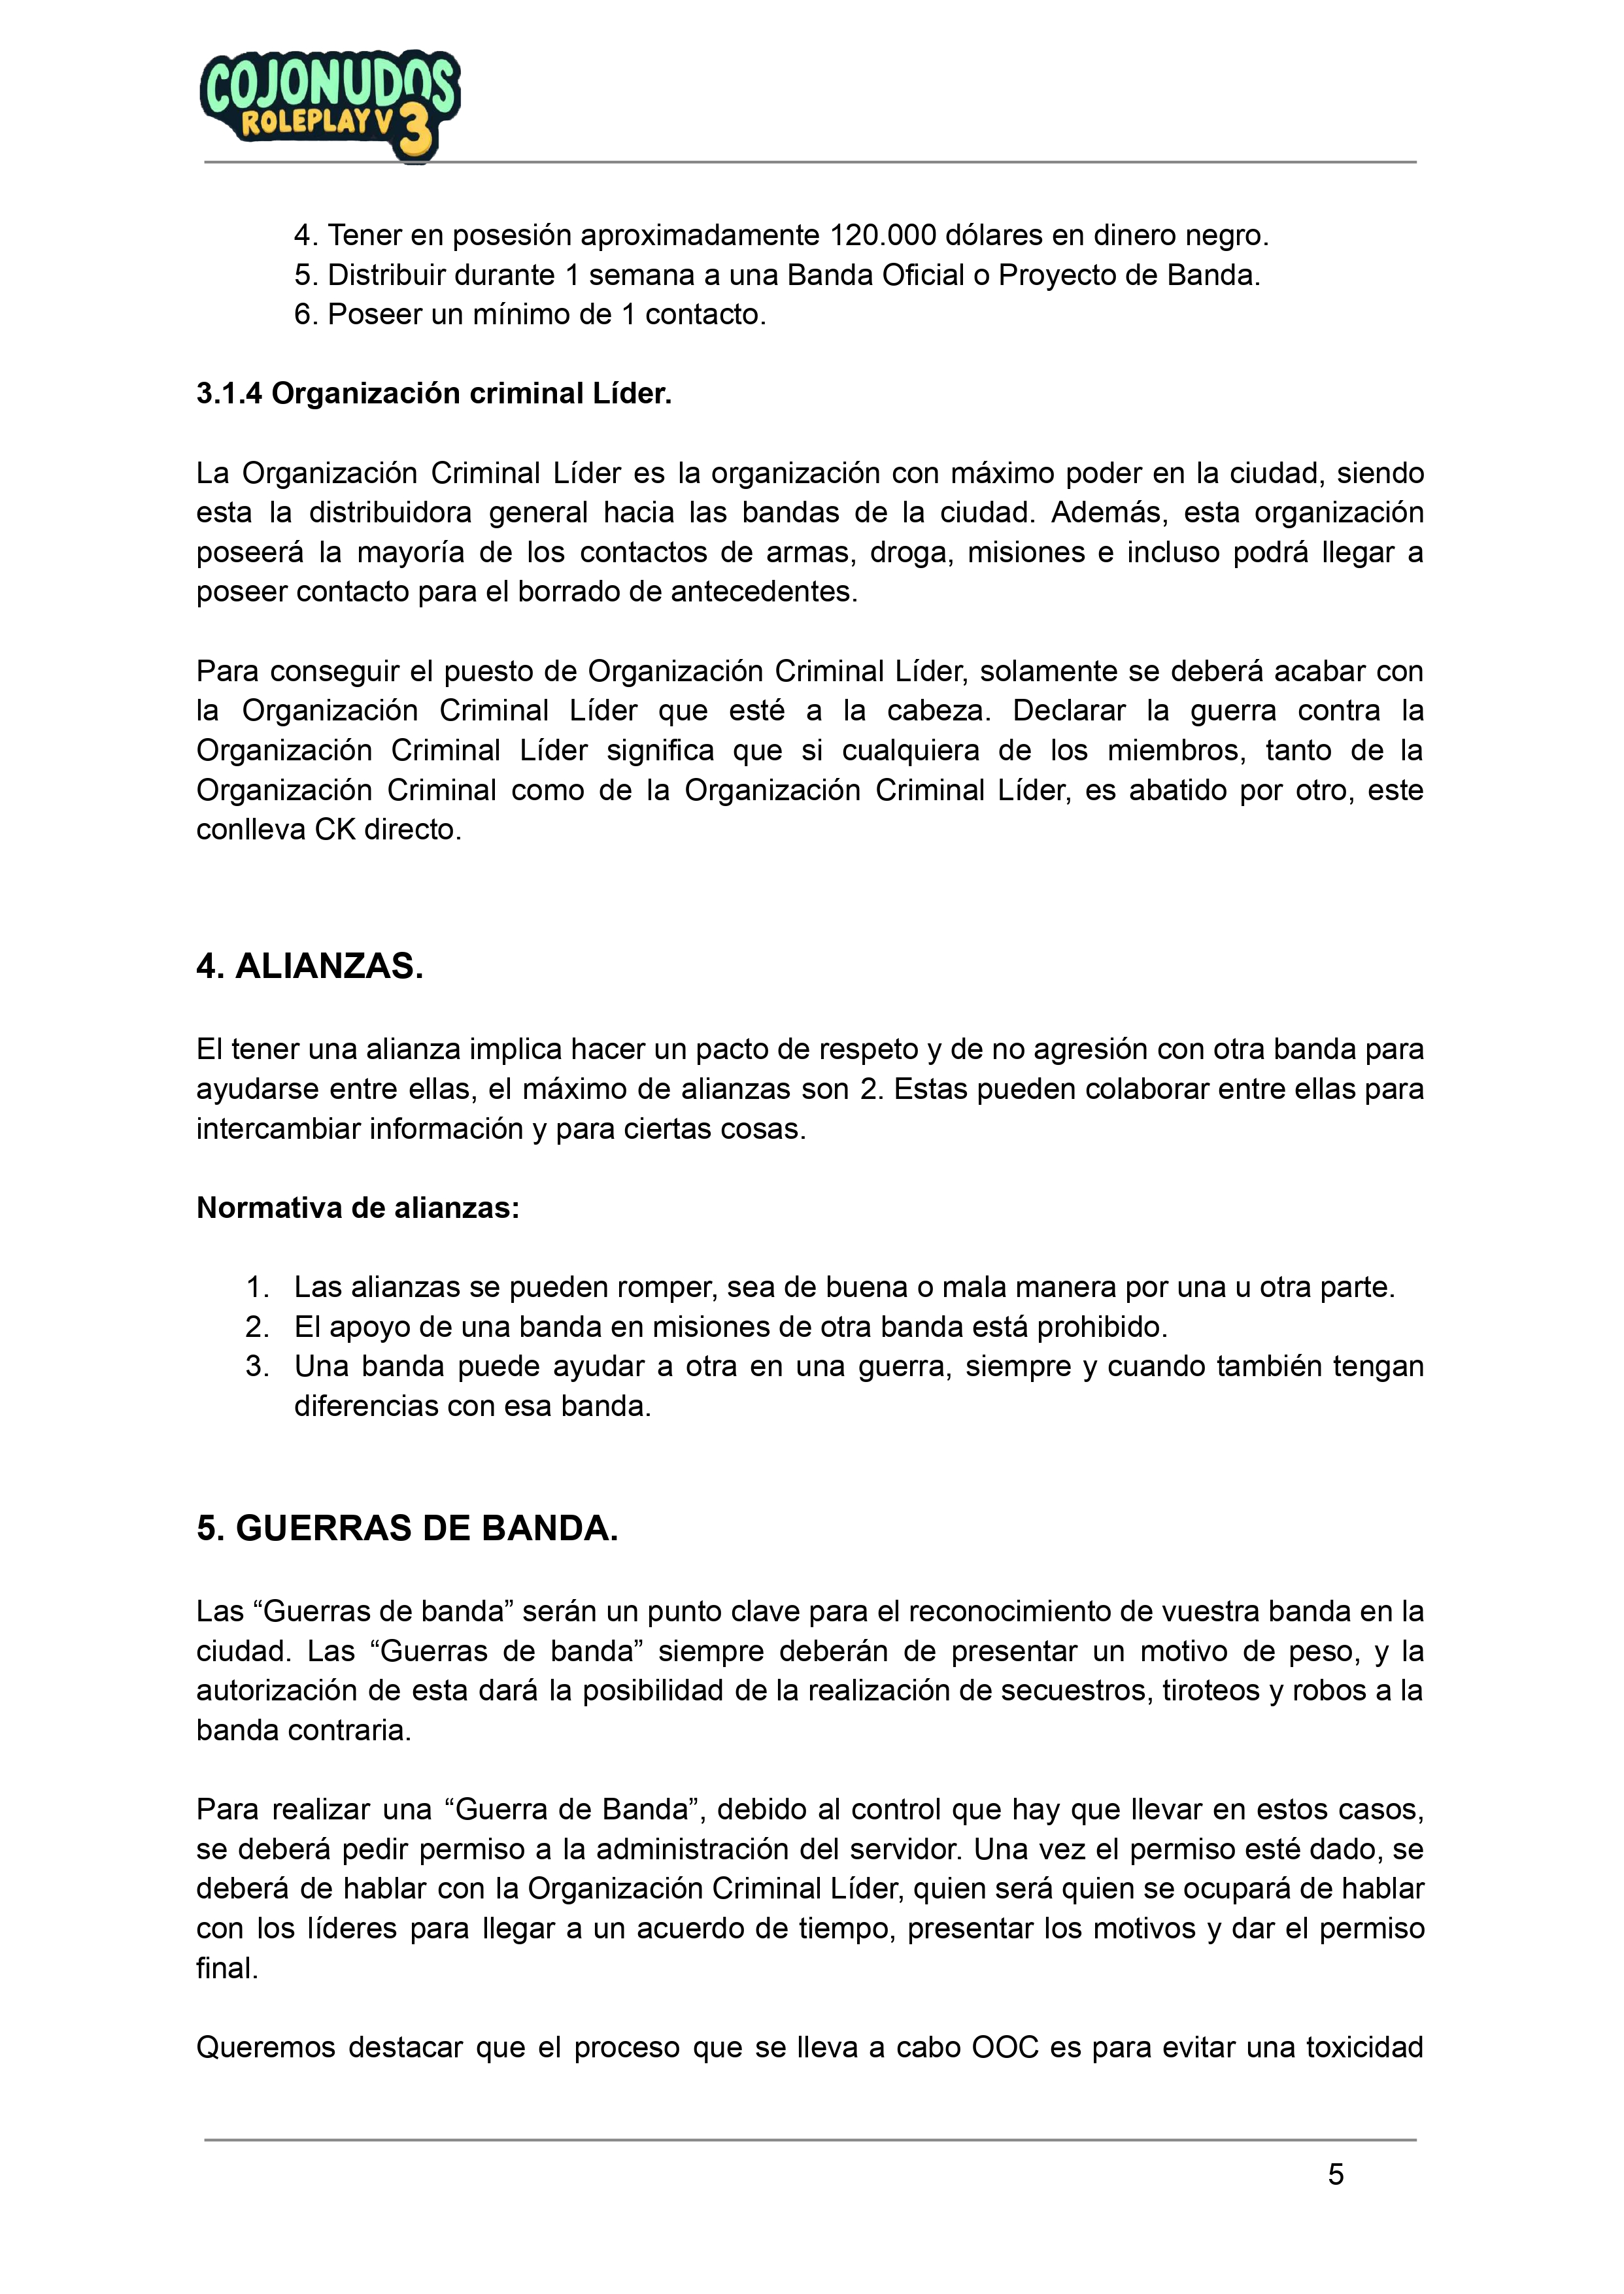 COJONUDOS
ROLEPLAY V 3
4. Tener en posesión aproximadamente 120.000 dólares en dinero negro.
5. Distribuir durante 1 semana a una Banda Oficial o Proyecto de Banda.
6. Poseer un mínimo de 1 contacto.
3.1.4 Organización criminal Líder.
La Organización Criminal Líder es la organización con máximo poder en la ciudad, siendo
esta la distribuidora general hacia las bandas de la ciudad. Además, esta organización
poseerá la mayoría de los contactos de armas, droga, misiones e incluso podrá llegar a
poseer contacto para el borrado de antecedentes.
Para conseguir el puesto de Organización Criminal Líder, solamente se deberá acabar con
la Organización Criminal Líder que esté a la cabeza. Declarar la guerra contra la
Organización Criminal Líder significa que si cualquiera de los miembros, tanto de la
Organización Criminal como de la Organización Criminal Líder, es abatido por otro, este
conlleva CK directo.
4. ALIANZAS.
El tener una alianza implica hacer un pacto de respeto y de no agresión con otra banda para
ayudarse entre ellas, el máximo de alianzas son 2. Estas pueden colaborar entre ellas para
intercambiar información y para ciertas cosas.
Normativa de alianzas:
1. Las alianzas se pueden romper, sea de buena o mala manera por una u otra parte.
2. El apoyo de una banda en misiones de otra banda está prohibido.
3. Una banda puede ayudar a otra en una guerra, siempre y cuando también tengan
diferencias con esa banda.
5. GUERRAS DE BANDA.
Las “Guerras de banda” serán un punto clave para el reconocimiento de vuestra banda en la
ciudad. Las “Guerras de banda” siempre deberán de presentar un motivo de peso, y la
autorización de esta dará la posibilidad de la realización de secuestros, tiroteos y robos a la
banda contraria.
Para realizar una “Guerra de Banda”, debido al control que hay que llevar en estos casos,
se deberá pedir permiso a la administración del servidor. Una vez el permiso esté dado, se
deberá de hablar con la Organización Criminal Líder, quien será quien se ocupará de hablar
con los líderes para llegar a un acuerdo de tiempo, presentar los motivos y dar el permiso
final.
Queremos destacar que el proceso que se lleva a cabo OOC es para evitar una toxicidad
5